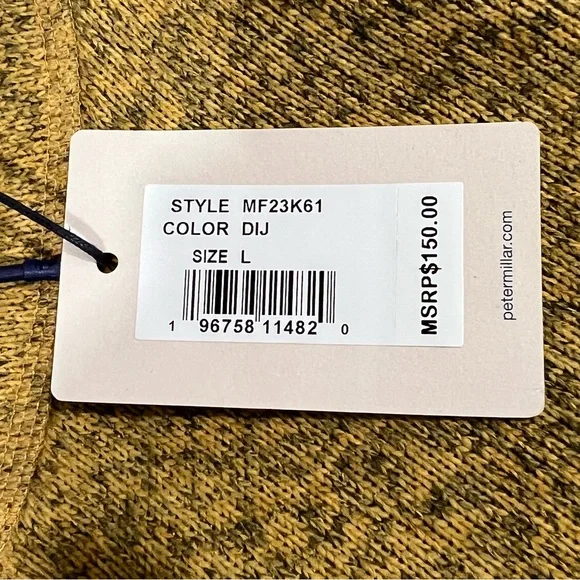 STYLE MF23K61
COLOR DIJ
SIZE L
1 96758 11482 0
MSRP$150.00
petermillar.com